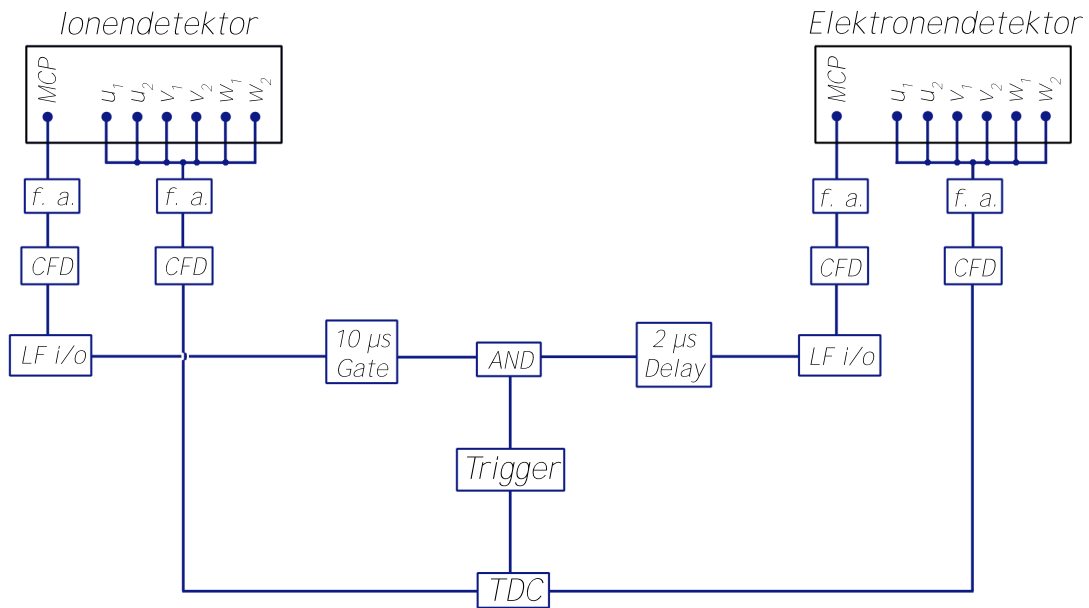 Ionendetektor
Elektronendetektor
MCP u₁ u₂ v₁ v₂ w₁ w₂
MCP u₁ u₂ v₁ v₂ w₁ w₂
f. a. f. a.
f. a. f. a.
CFD CFD
CFD CFD
LF i/o
10 µs
Gate
AND
2 µs
Delay
LF i/o
Trigger
TDC